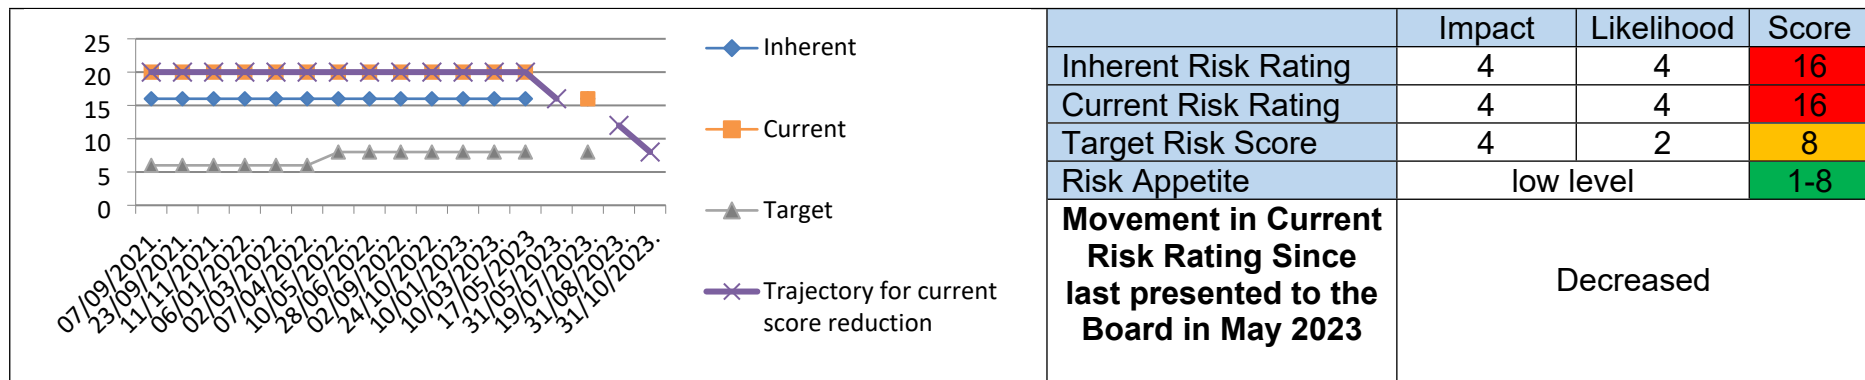 25
20
15
10
5
0
07/09/2021.
23/09/2021.
11/11/2021.
06/01/2022.
02/03/2022.
07/04/2022.
10/05/2022.
28/06/2022.
02/09/2022.
24/10/2022.
10/01/2023.
10/03/2023.
17/05/2023
31/05/2023.
19/07/2023.
31/08/2023.
31/10/2023.
Inherent
Current
Target
Trajectory for current
score reduction
Impact Likelihood Score
Inherent Risk Rating 4 4 16
Current Risk Rating 4 4 16
Target Risk Score 4 2 8
Risk Appetite low level 1-8
Movement in Current
Risk Rating Since
last presented to the
Board in May 2023
Decreased